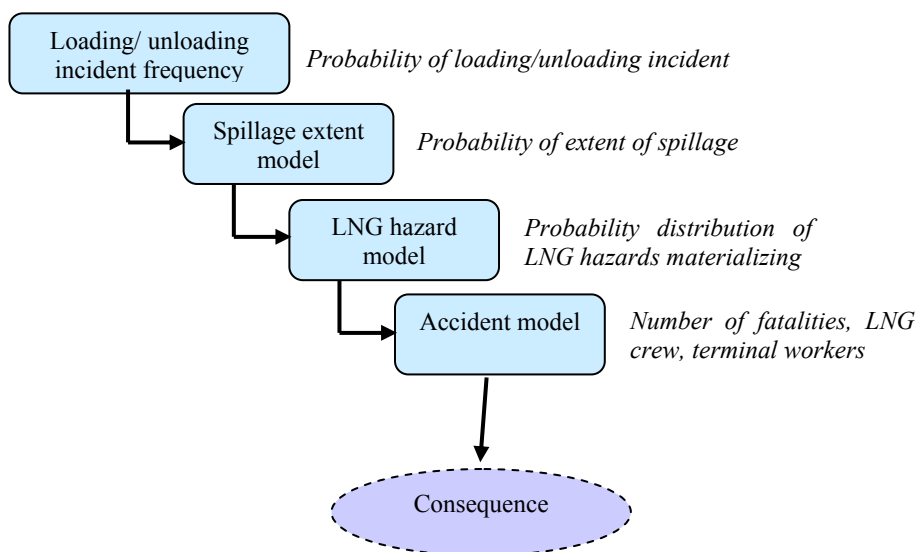 Loading/ unloading
incident frequency
Probability of loading/unloading incident
Spillage extent
model
Probability of extent of spillage
LNG hazard
model
Probability distribution of
LNG hazards materializing
Accident model
Number of fatalities, LNG
crew, terminal workers
Consequence